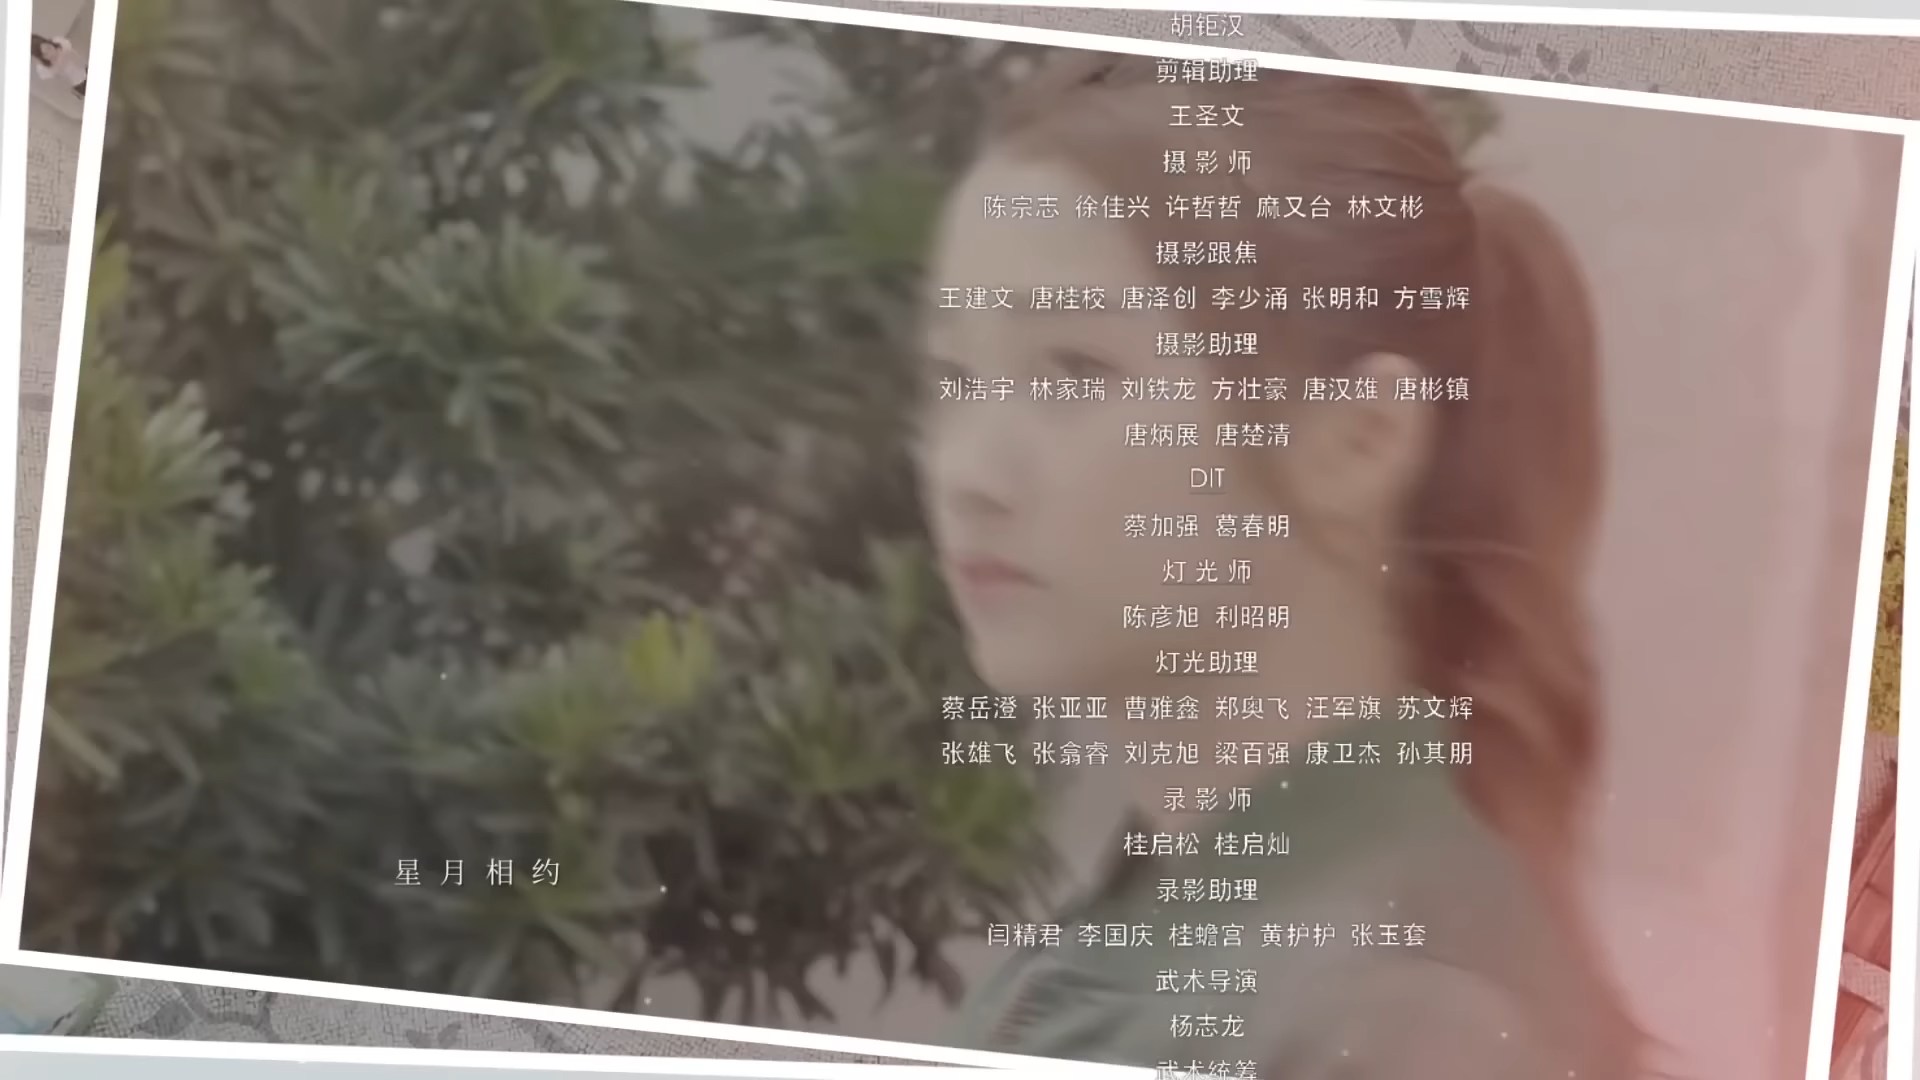 胡钜汉
剪辑助理
王圣文
摄影师
陈宗志 徐佳兴 许哲哲 麻又台 林文彬
摄影跟焦
王建文 唐桂校 唐泽创 李少涌 张明和 方雪辉
摄影助理
刘浩宇 林家瑞 刘铁龙 方壮豪 唐汉雄 唐彬镇
唐炳展 唐楚清
DIT
蔡加强 葛春明
灯光师
陈彦旭 利昭明
灯光助理
蔡岳澄 张亚亚 曹雅鑫 郑奥飞 汪军旗 苏文辉
张雄飞 张翕睿 刘克旭 梁百强 康卫杰 孙其朋
录影师
桂启松 桂启灿
星月相约
录影助理
闫精君 李国庆 桂蟾宫 黄护护 张玉套
武术导演
杨志龙
武术统筹